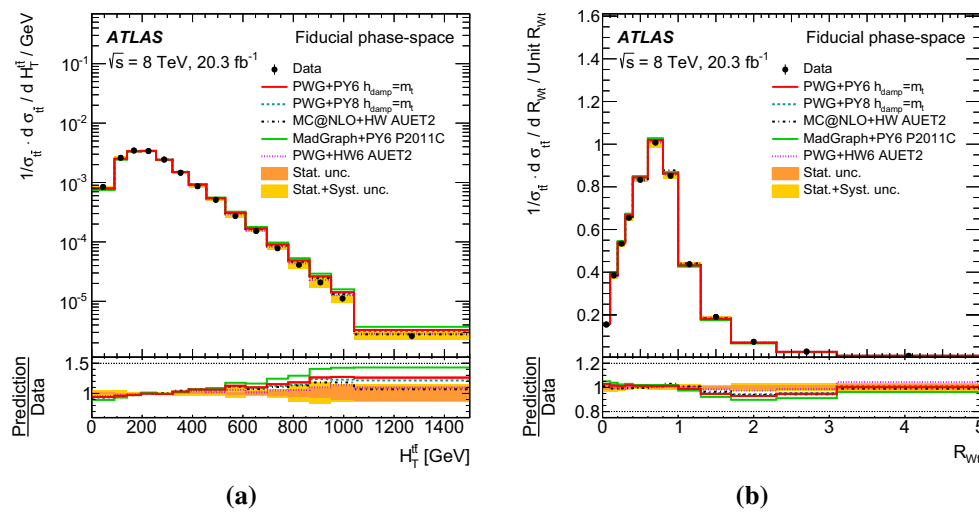 ATLAS Fiducial phase-space
√s = 8 TeV, 20.3 fb⁻¹
Data
PWG+PY6 h_damp=m_t
PWG+PY8 h_damp=m_t
MC@NLO+HW AUET2
MadGraph+PY6 P2011C
PWG+HW6 AUET2
Stat. unc.
Stat.+Syst. unc.
1/σ_tt̄ · d σ_tt̄ / d H_T^tt̄ / GeV
10⁻¹
10⁻²
10⁻³
10⁻⁴
10⁻⁵
Prediction
Data
1.5
1
0 200 400 600 800 1000 1200 1400
H_T^tt̄ [GeV]
(a)
ATLAS Fiducial phase-space
√s = 8 TeV, 20.3 fb⁻¹
Data
PWG+PY6 h_damp=m_t
PWG+PY8 h_damp=m_t
MC@NLO+HW AUET2
MadGraph+PY6 P2011C
PWG+HW6 AUET2
Stat. unc.
Stat.+Syst. unc.
1/σ_tt̄ · d σ_tt̄ / d R_Wt / Unit R_Wt
1.6
1.4
1.2
1
0.8
0.6
0.4
0.2
Prediction
Data
1.2
1
0.8
0 1 2 3 4 5
R_Wt
(b)